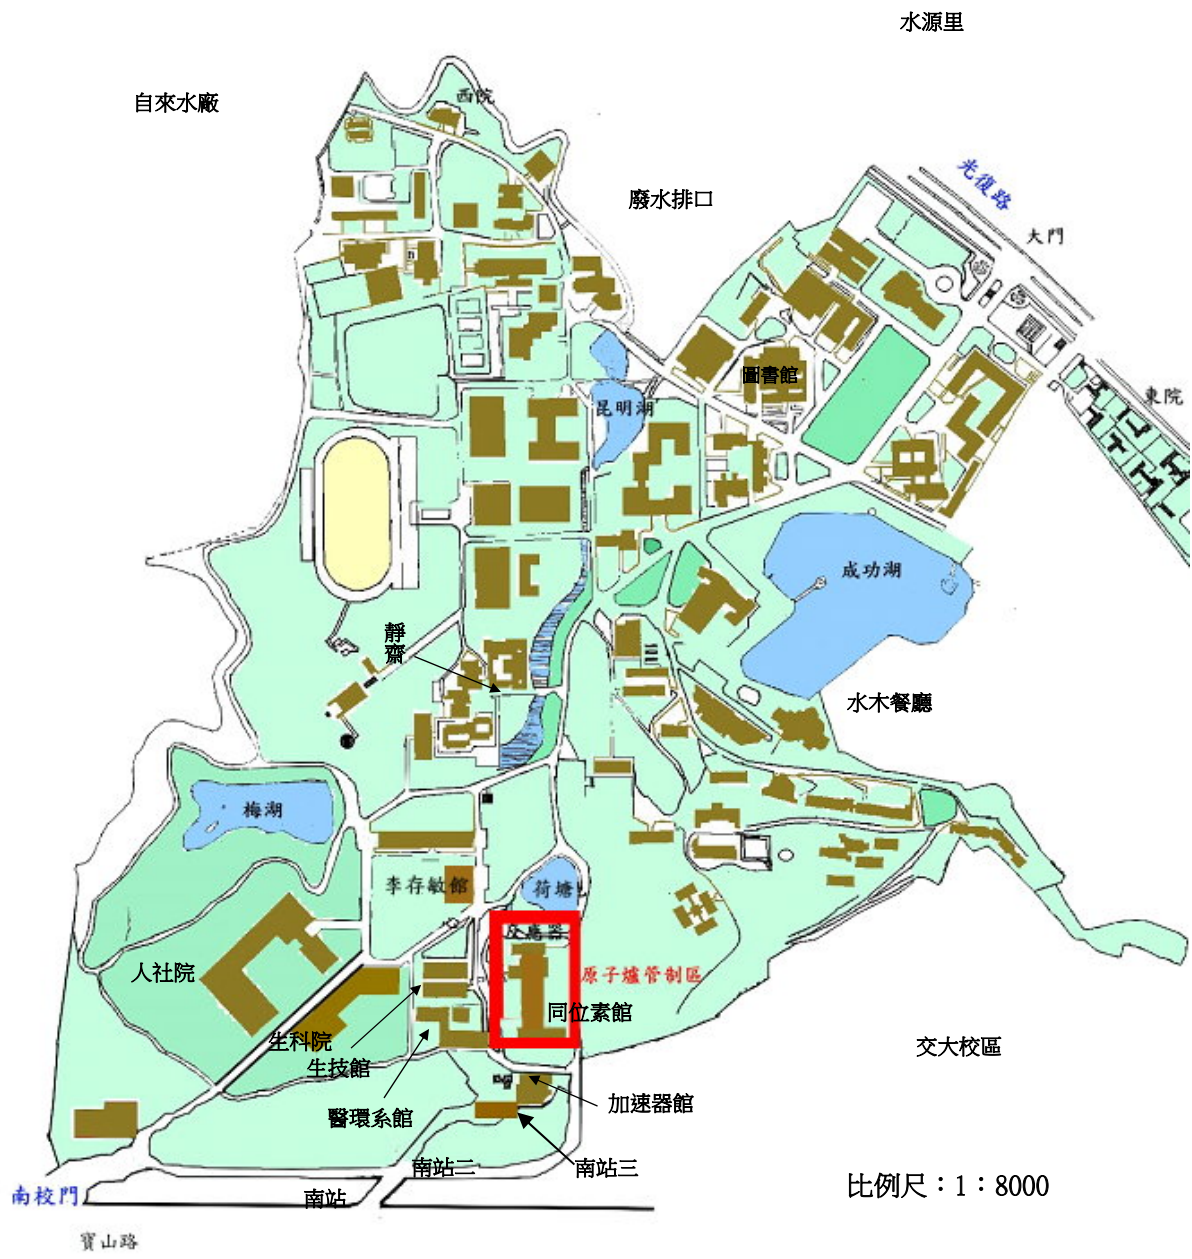 水源里
自來水廠
西院
光復路
廢水排口
大門
圖書館
東院
昆明湖
成功湖
靜齋
水木餐廳
梅湖
李存敏館
荷塘
反應器
人社院
原子爐管制區
同位素館
生科院
交大校區
生技館
加速器館
醫環系館
南站二
南站三
比例尺：1：8000
南校門
南站
寶山路